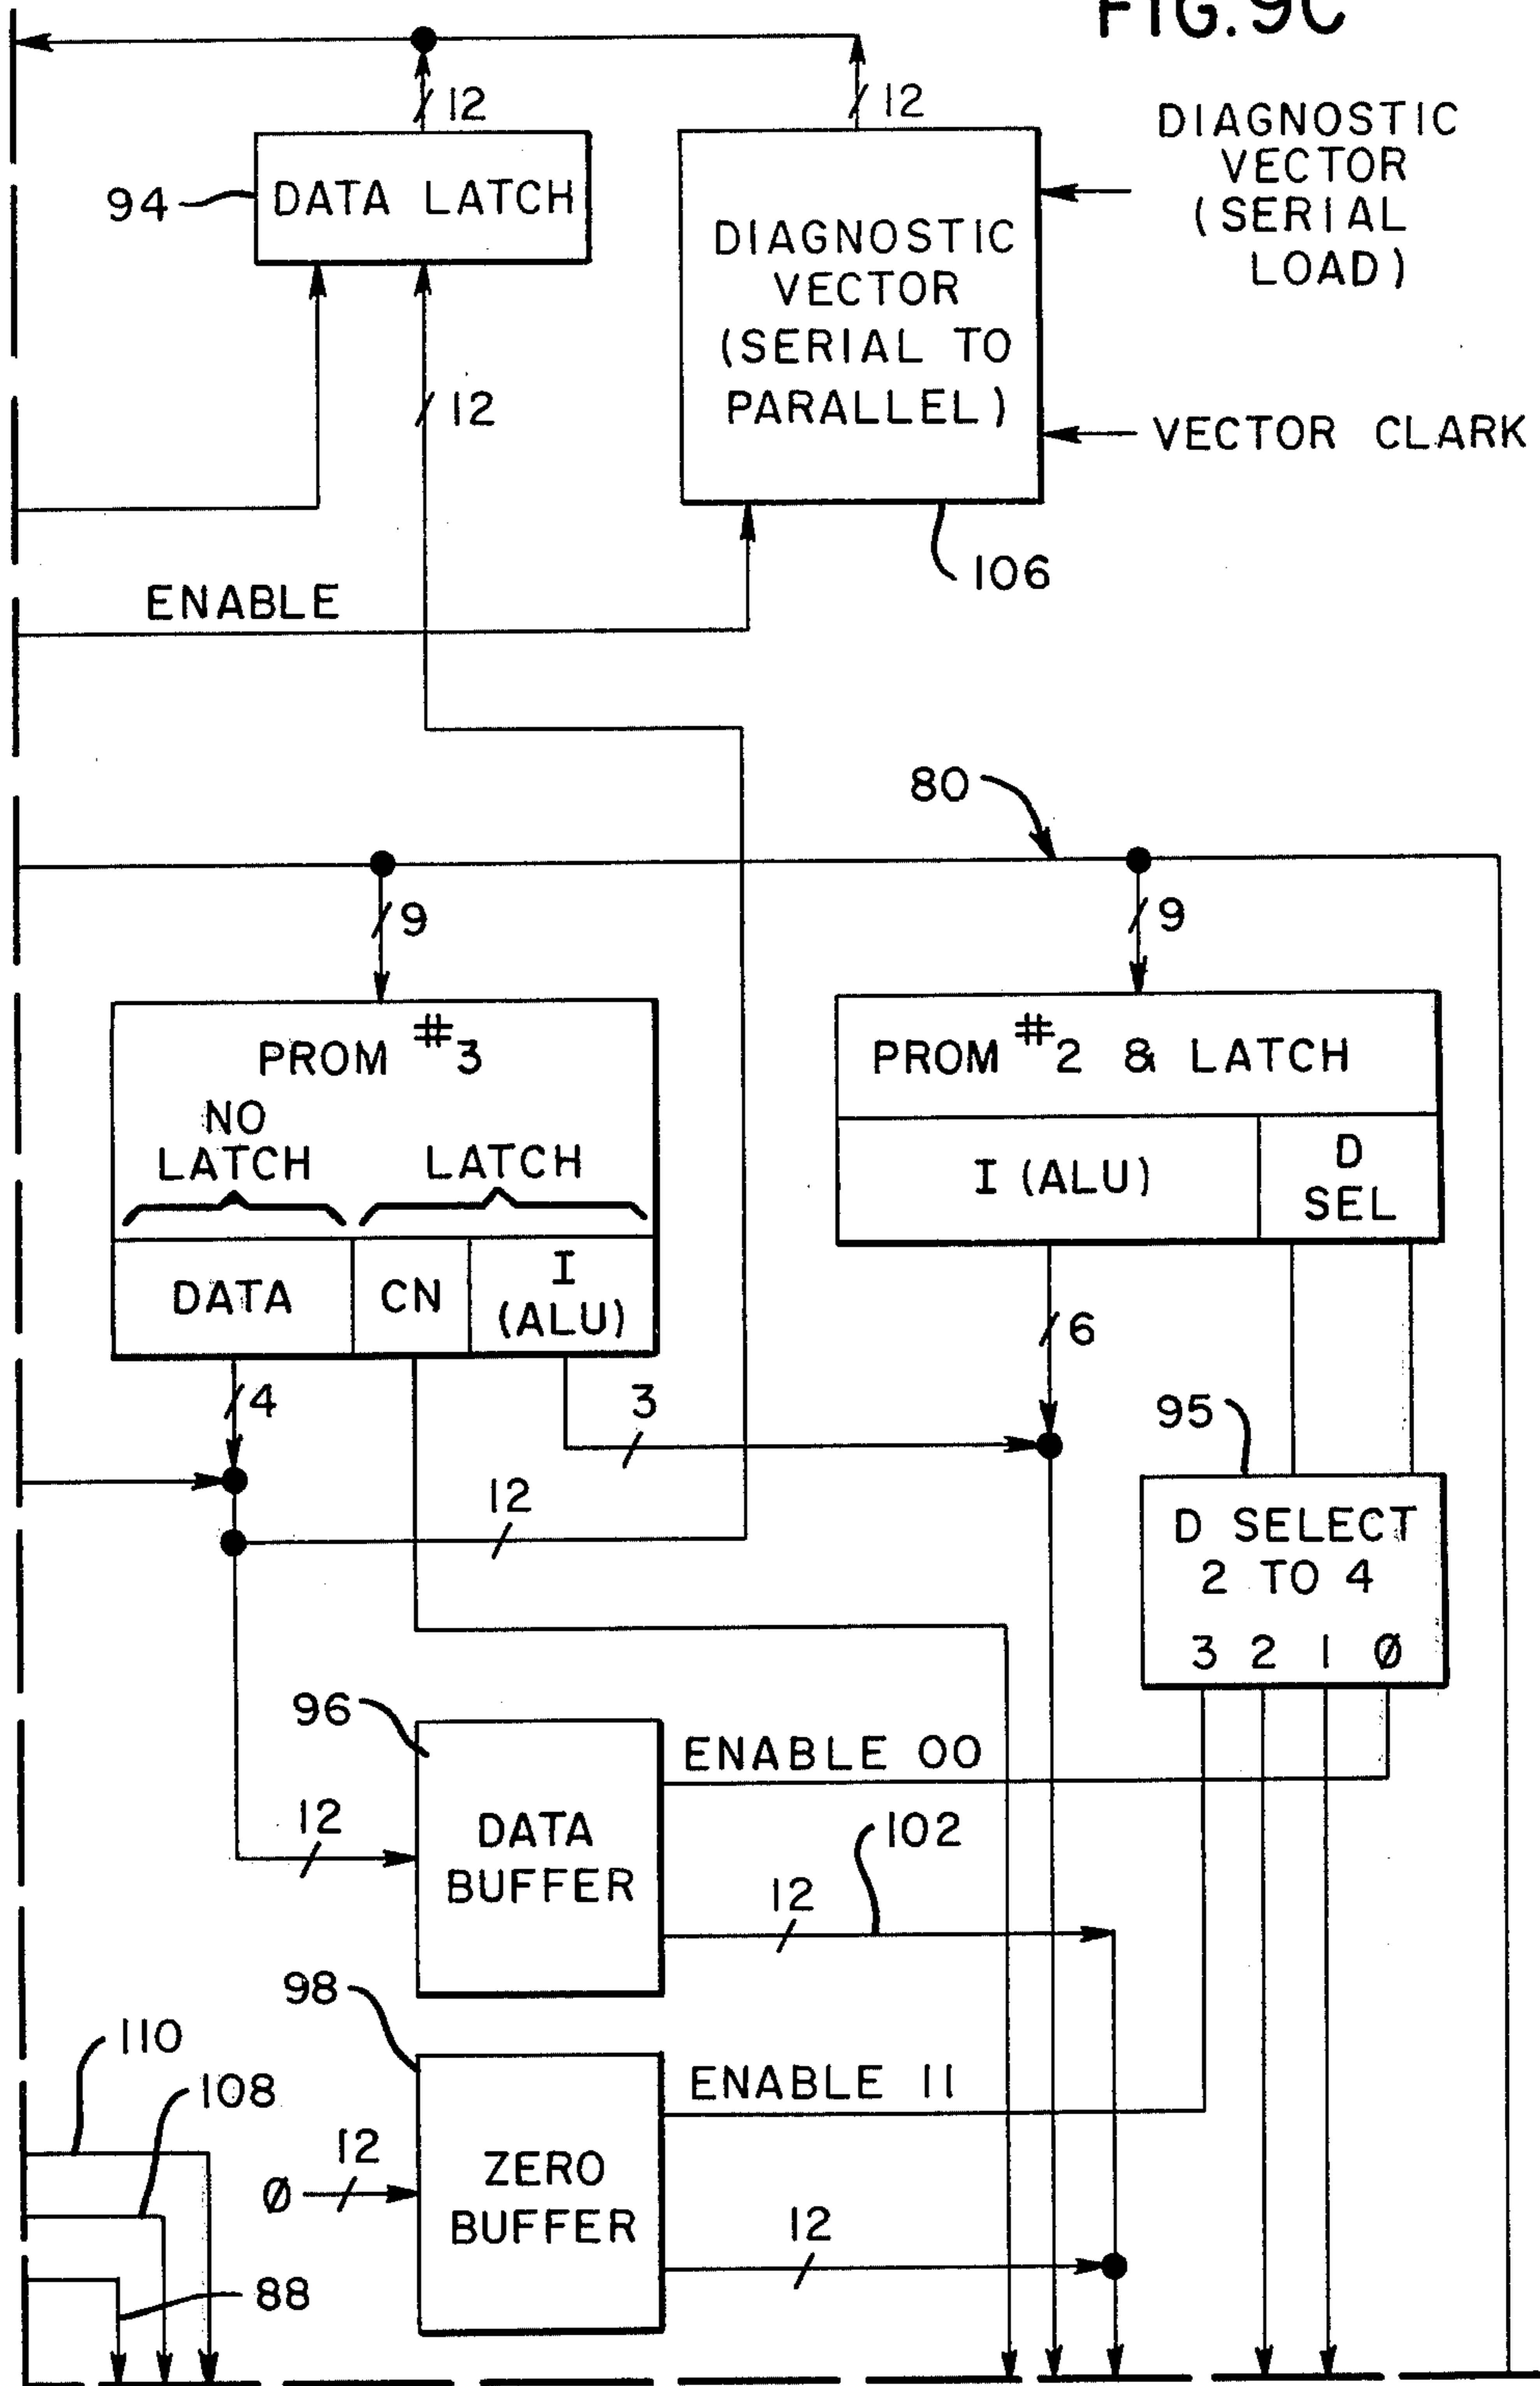 FIG. 9C
12
12
DIAGNOSTIC
VECTOR
(SERIAL
LOAD)
94
DATA LATCH
DIAGNOSTIC
VECTOR
(SERIAL TO
PARALLEL)
12
VECTOR CLARK
106
ENABLE
80
9
9
PROM #3
NO
LATCH
LATCH
DATA
CN
I
(ALU)
PROM #2 & LATCH
I (ALU)
D
SEL
4
3
6
95
12
D SELECT
2 TO 4
3 2 1 Ø
96
ENABLE 00
DATA
BUFFER
12
102
12
98
110
108
ENABLE 11
Ø
12
ZERO
BUFFER
12
88